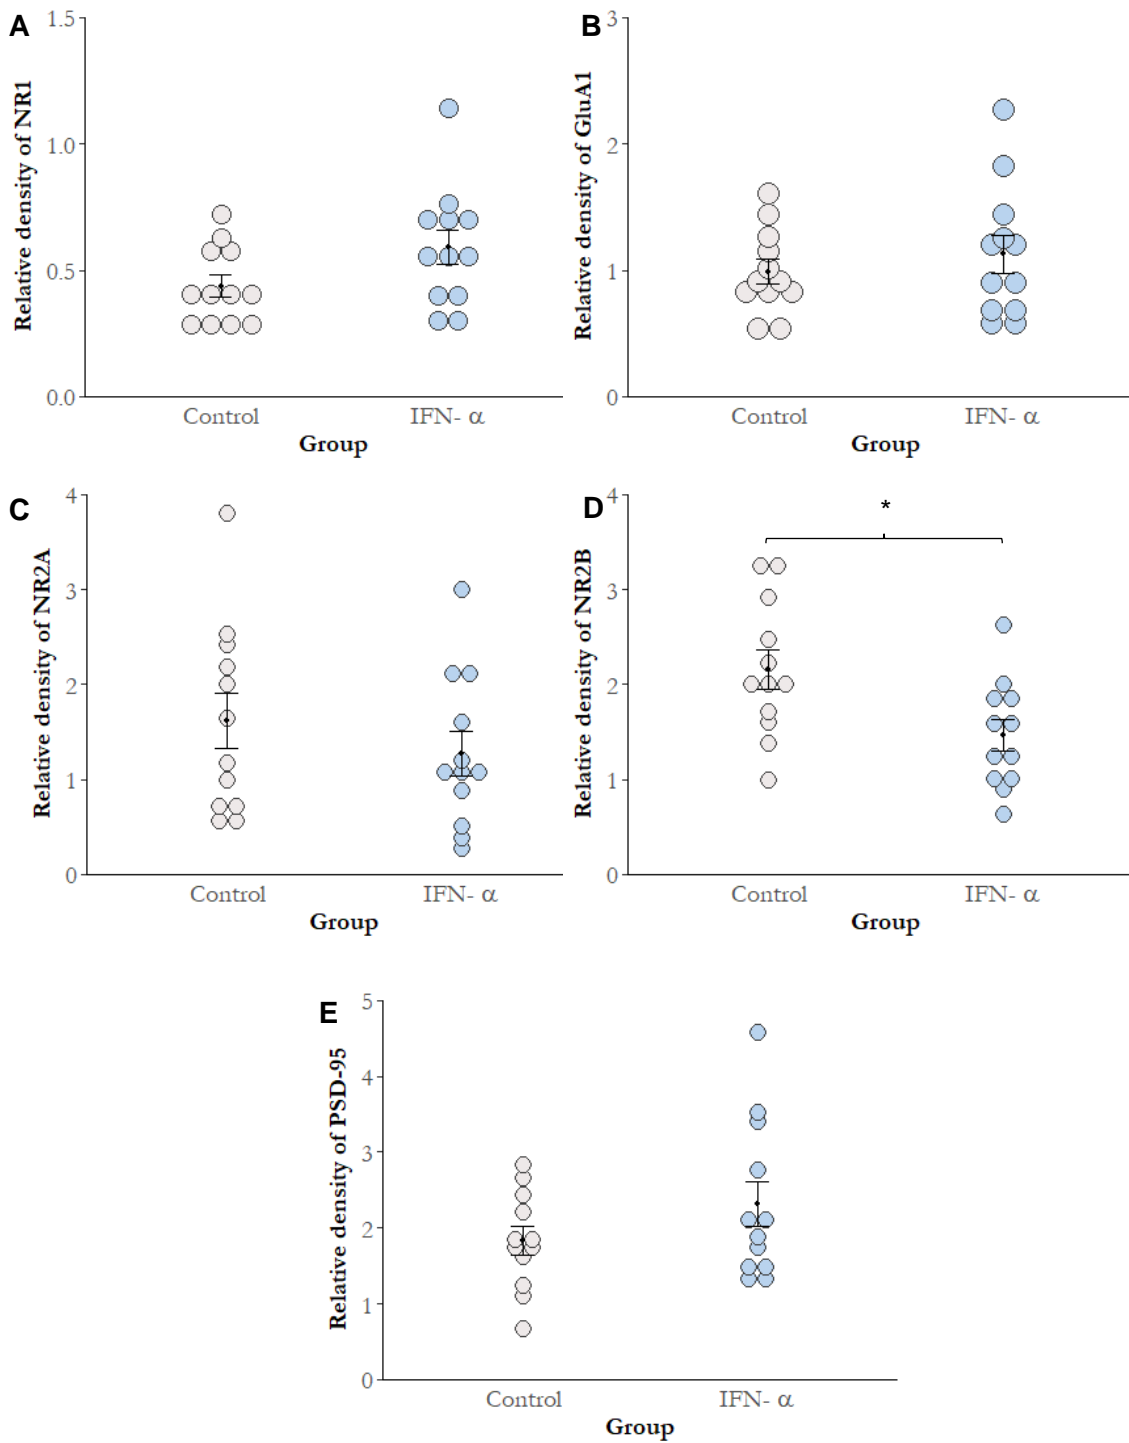 A
Relative density of NR1
1.5
1.0
0.5
0.0
Control
IFN- α
Group
B
Relative density of GluA1
3
2
1
0
Control
IFN- α
Group
C
Relative density of NR2A
4
3
2
1
0
Control
IFN- α
Group
D
Relative density of NR2B
4
3
2
1
0
*
Control
IFN- α
Group
E
Relative density of PSD-95
5
4
3
2
1
0
Control
IFN- α
Group